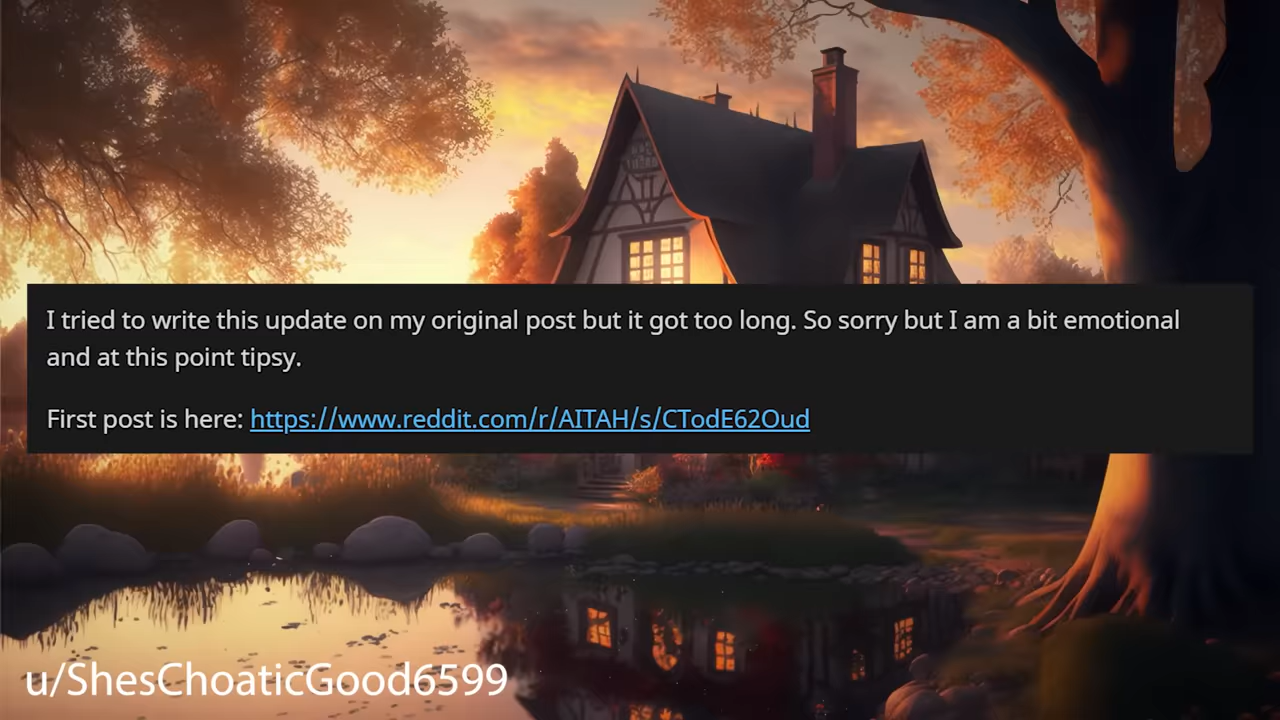 I tried to write this update on my original post but it got too long. So sorry but I am a bit emotional
and at this point tipsy.
First post is here: https://www.reddit.com/r/AITAH/s/CTodE62Oud
u/ShesChoaticGood6599